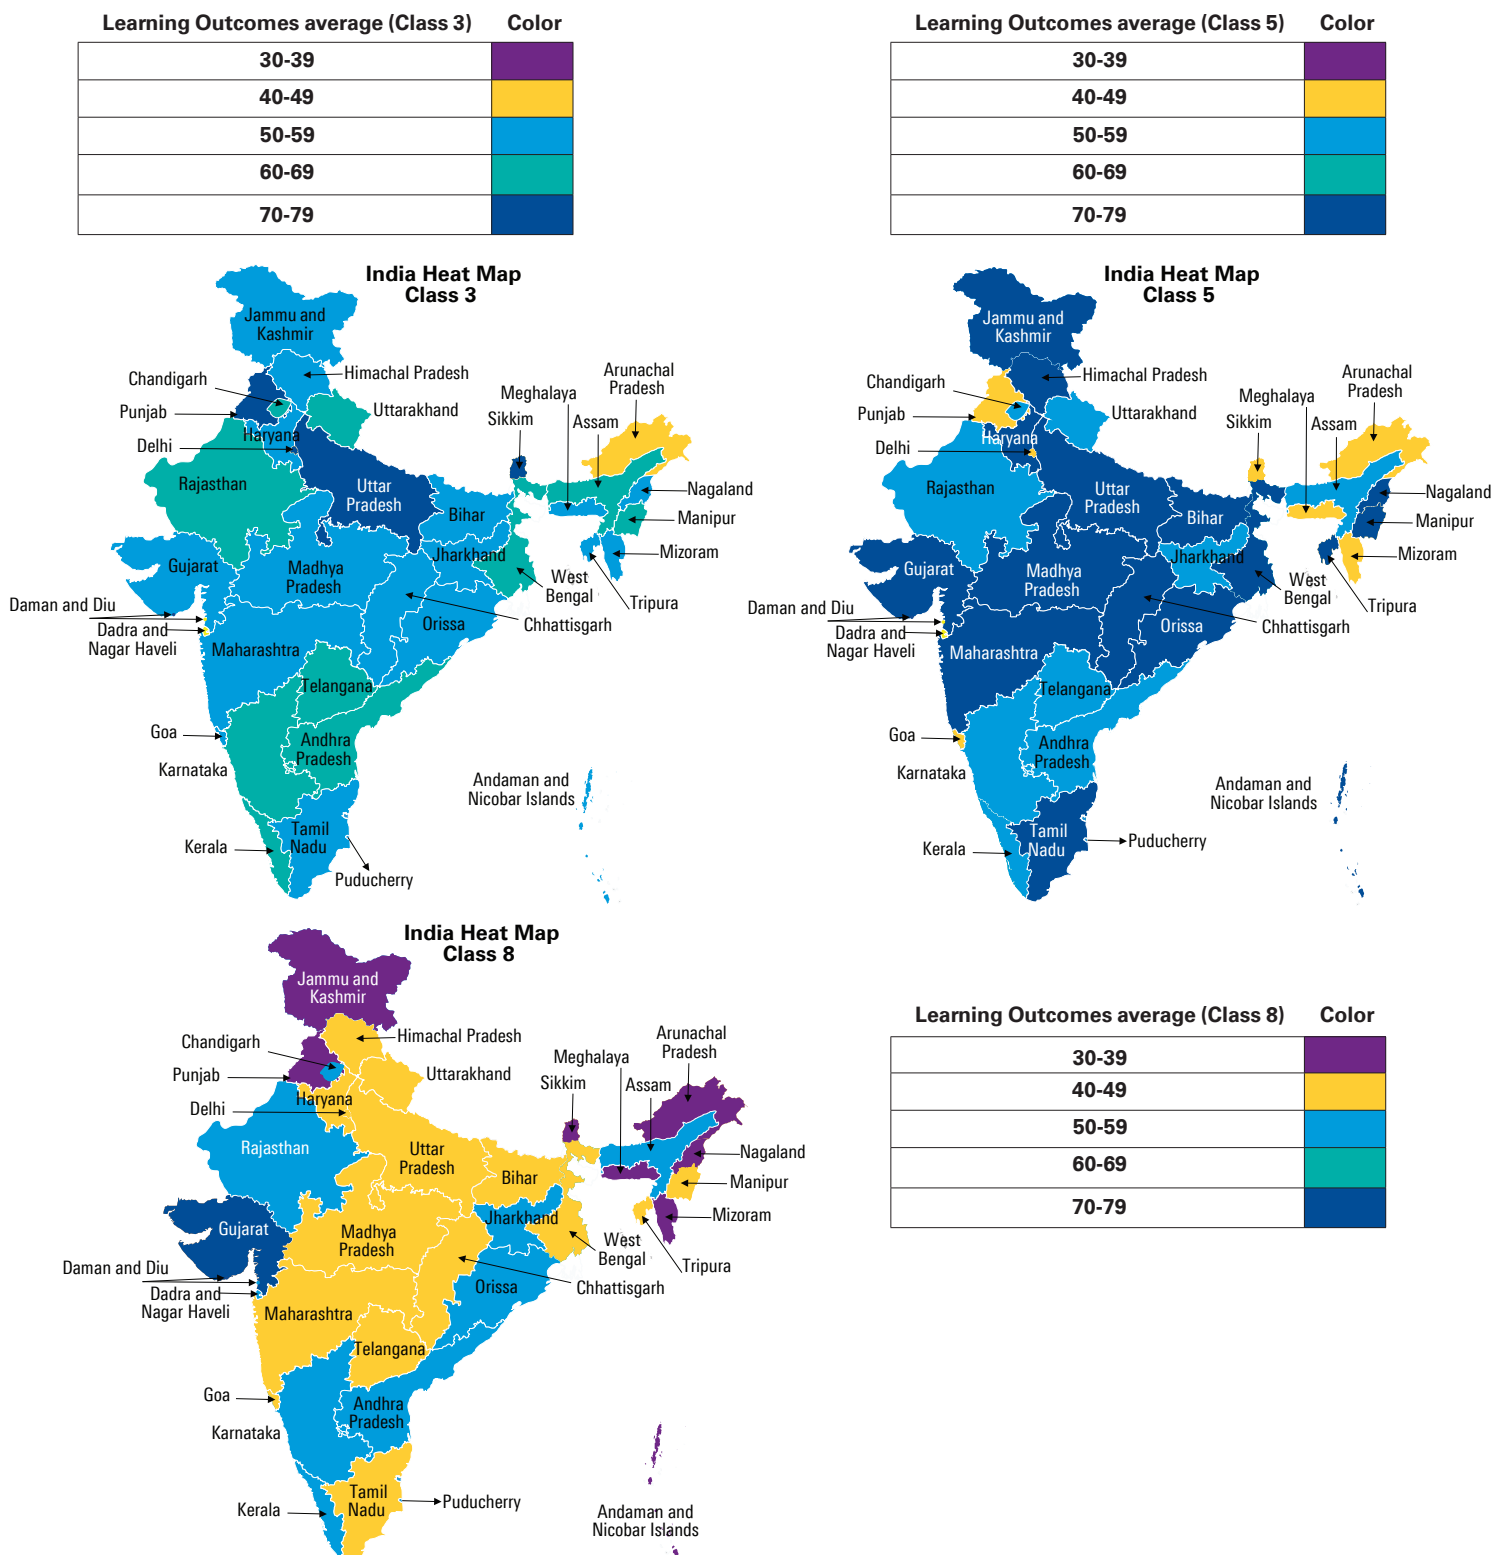 Learning Outcomes average (Class 3) Color
30-39
40-49
50-59
60-69
70-79
Learning Outcomes average (Class 5) Color
30-39
40-49
50-59
60-69
70-79
India Heat Map
Class 3
Jammu and
Kashmir
Himachal Pradesh
Chandigarh
Punjab
Uttarakhand
Haryana
Delhi
Rajasthan
Uttar
Pradesh
Sikkim
Meghalaya
Assam
Arunachal
Pradesh
Nagaland
Manipur
Mizoram
Tripura
West
Bengal
Bihar
Jharkhand
Gujarat
Madhya
Pradesh
Chhattisgarh
Orissa
Daman and Diu
Dadra and
Nagar Haveli
Maharashtra
Telangana
Goa
Andhra
Pradesh
Karnataka
Andaman and
Nicobar Islands
Tamil
Nadu
Kerala
Puducherry
India Heat Map
Class 5
Jammu and
Kashmir
Himachal Pradesh
Chandigarh
Punjab
Uttarakhand
Haryana
Delhi
Rajasthan
Uttar
Pradesh
Sikkim
Meghalaya
Assam
Arunachal
Pradesh
Nagaland
Manipur
Mizoram
Tripura
West
Bengal
Bihar
Jharkhand
Gujarat
Madhya
Pradesh
Chhattisgarh
Orissa
Daman and Diu
Dadra and
Nagar Haveli
Maharashtra
Telangana
Goa
Andhra
Pradesh
Karnataka
Andaman and
Nicobar Islands
Tamil
Nadu
Kerala
Puducherry
India Heat Map
Class 8
Jammu and
Kashmir
Himachal Pradesh
Chandigarh
Punjab
Uttarakhand
Haryana
Delhi
Rajasthan
Uttar
Pradesh
Sikkim
Meghalaya
Assam
Arunachal
Pradesh
Nagaland
Manipur
Mizoram
Tripura
West
Bengal
Bihar
Jharkhand
Gujarat
Madhya
Pradesh
Chhattisgarh
Orissa
Daman and Diu
Dadra and
Nagar Haveli
Maharashtra
Telangana
Goa
Andhra
Pradesh
Karnataka
Tamil
Nadu
Kerala
Puducherry
Andaman and
Nicobar Islands
Learning Outcomes average (Class 8) Color
30-39
40-49
50-59
60-69
70-79